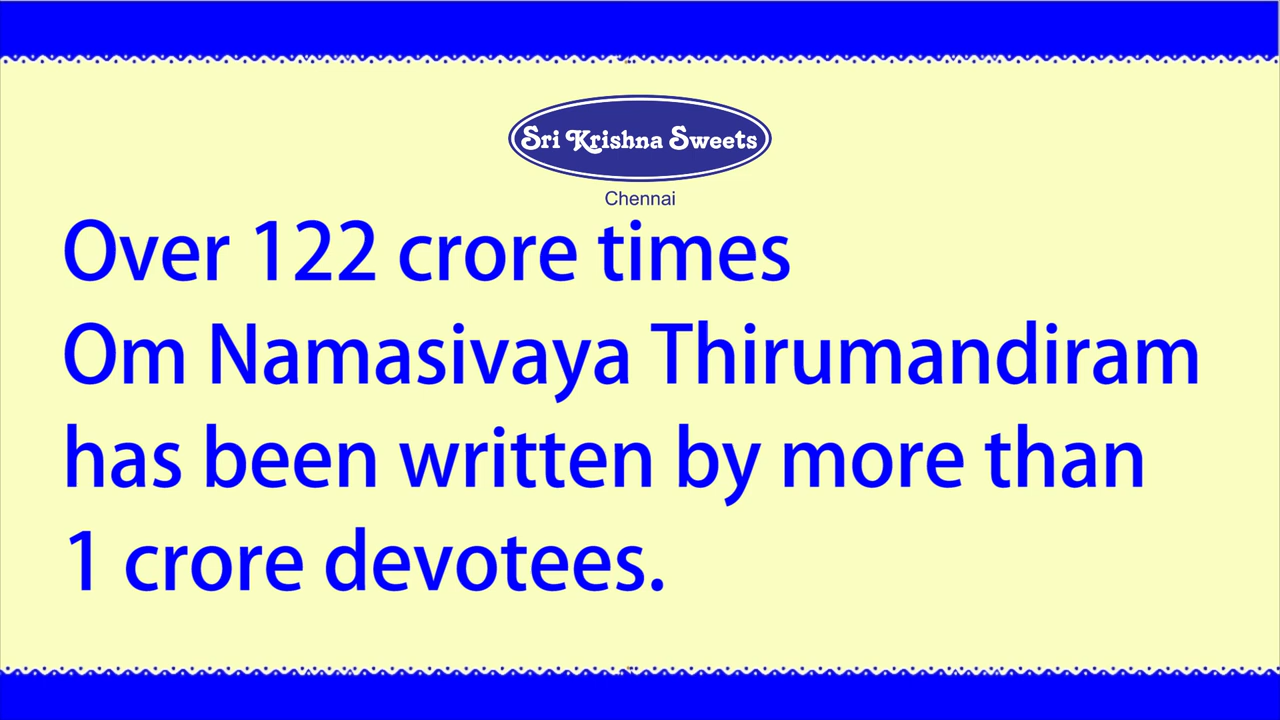 Sri Krishna Sweets
Chennai
Over 122 crore times
Om Namasivaya Thirumandiram
has been written by more than
1 crore devotees.